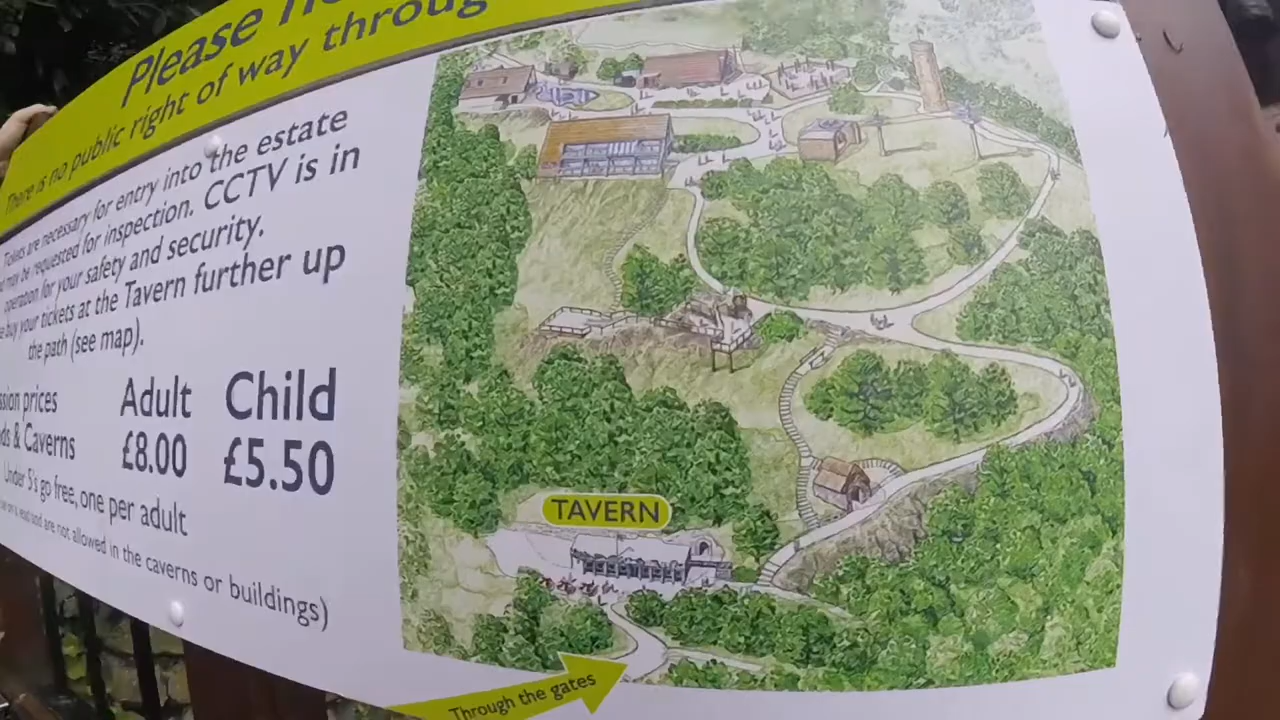 Please
There is no public right of way through
Tickets are necessary for entry into the estate
may be requested for inspection. CCTV is in
operation for your safety and security.
buy your tickets at the Tavern further up
the path (see map).
prices Adult Child
& Caverns £8.00 £5.50
Under 5's go free, one per adult
are not allowed in the caverns or buildings)
TAVERN
Through the gates